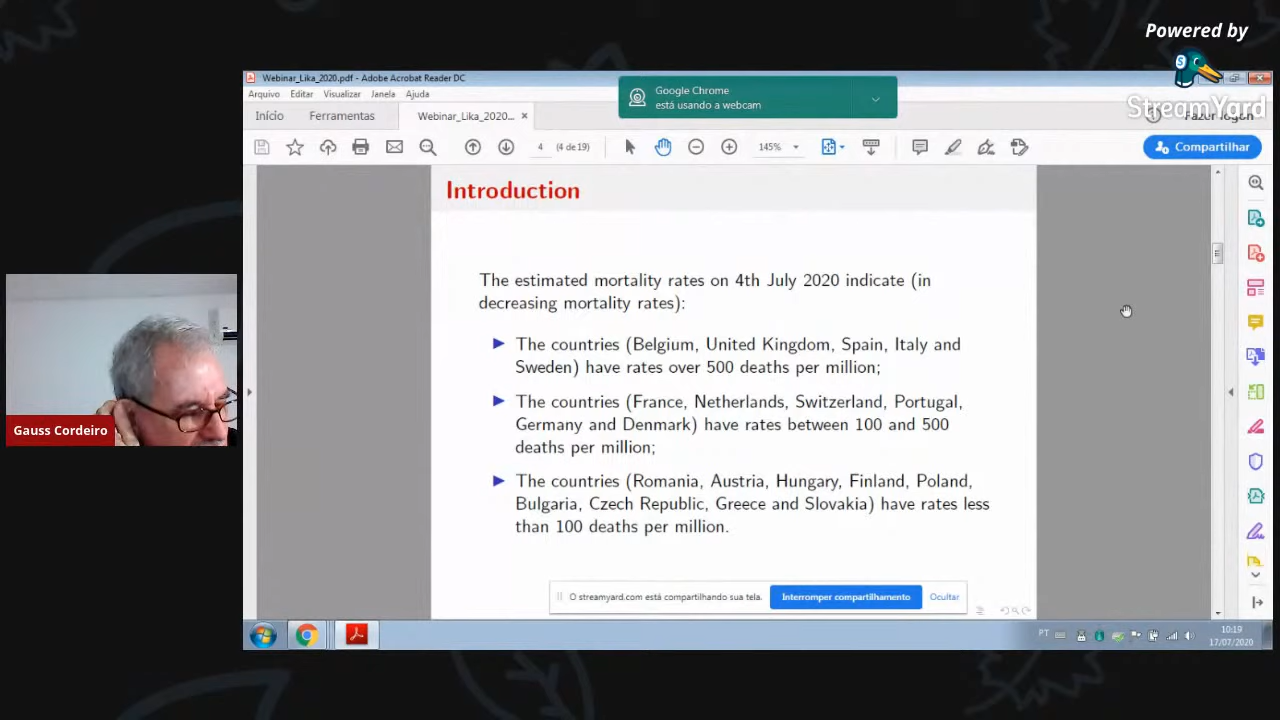 Powered by
StreamYard
Webinar_Lika_2020.pdf - Adobe Acrobat Reader DC
Arquivo Editar Visualizar Janela Ajuda
Google Chrome
está usando a webcam
Início Ferramentas Webinar_Lika_2020... × Fazer logon
4 (4 de 19) 145% Compartilhar
Introduction
The estimated mortality rates on 4th July 2020 indicate (in
decreasing mortality rates):
The countries (Belgium, United Kingdom, Spain, Italy and
Sweden) have rates over 500 deaths per million;
The countries (France, Netherlands, Switzerland, Portugal,
Germany and Denmark) have rates between 100 and 500
deaths per million;
The countries (Romania, Austria, Hungary, Finland, Poland,
Bulgaria, Czech Republic, Greece and Slovakia) have rates less
than 100 deaths per million.
Gauss Cordeiro
O streamyard.com está compartilhando sua tela. Interromper compartilhamento Ocultar
PT
10:19
17/07/2020